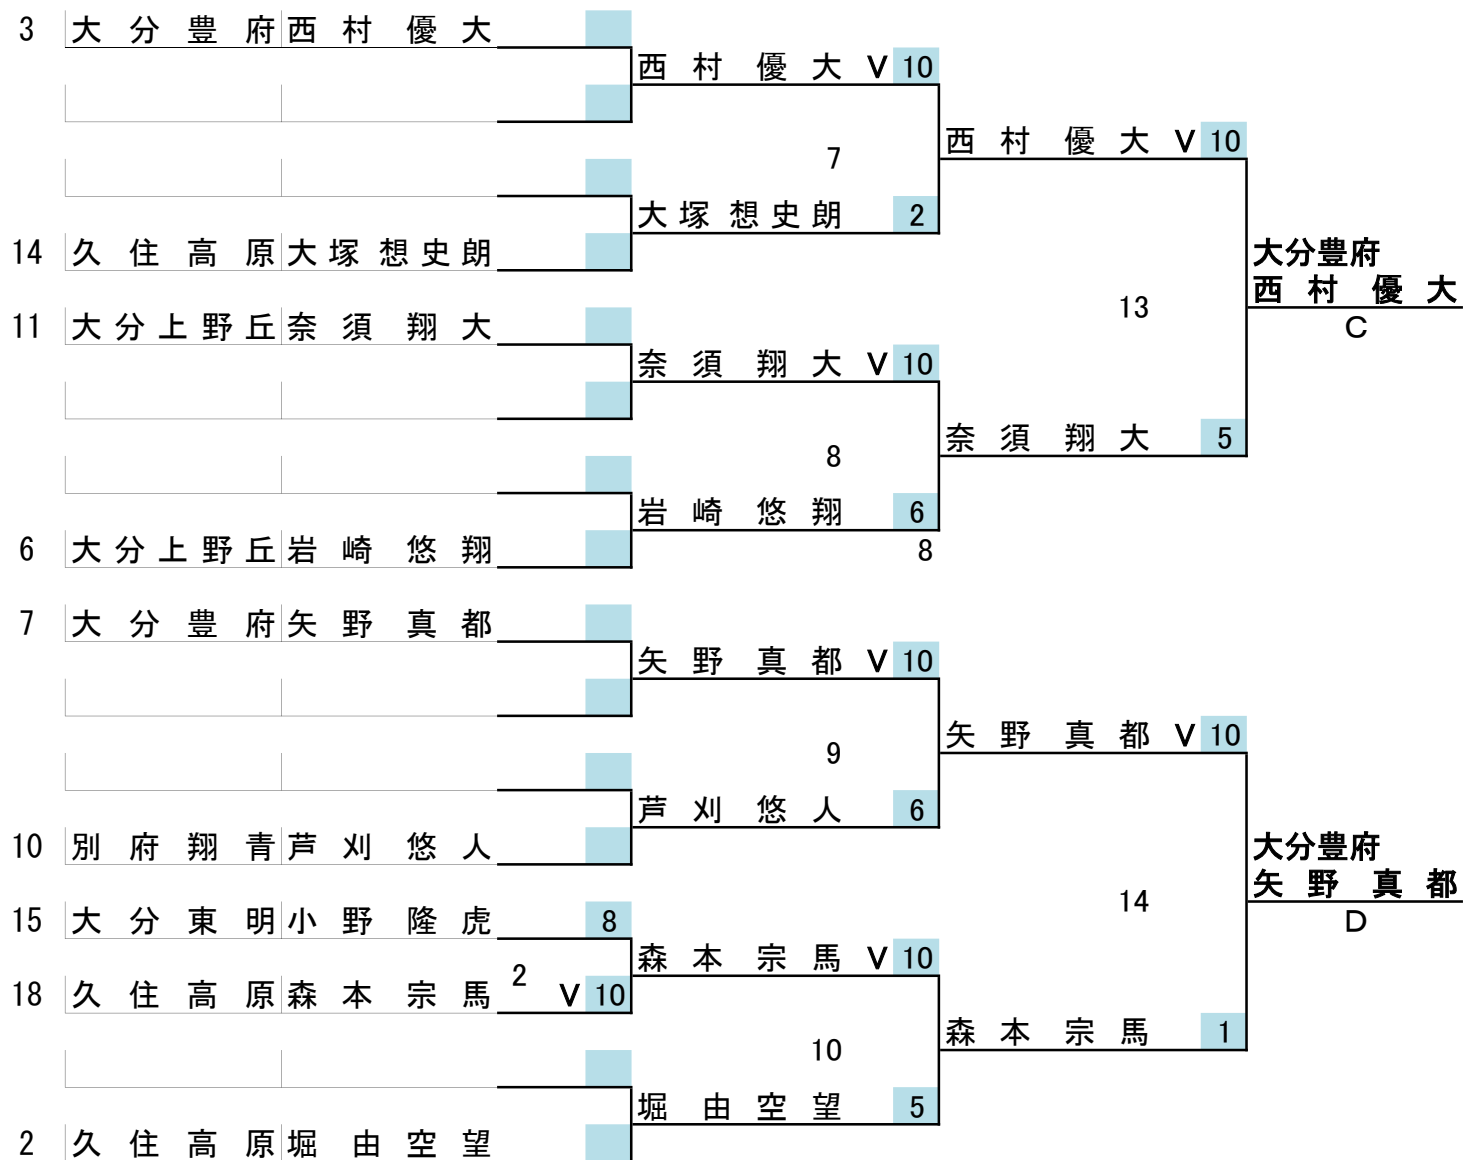 3 大分豊府 西村優大
西村優大 V 10
西村優大 V 10
7
大塚想史朗 2
14 久住高原 大塚想史朗
大分豊府
西村優大
C
13
11 大分上野丘 奈須翔大
奈須翔大 V 10
奈須翔大 5
8
岩崎悠翔 6
6 大分上野丘 岩崎悠翔
8
7 大分豊府 矢野真都
矢野真都 V 10
矢野真都 V 10
9
芦刈悠人 6
10 別府翔青 芦刈悠人
大分豊府
矢野真都
D
14
15 大分東明 小野隆虎 8
森本宗馬 V 10
2
18 久住高原 森本宗馬 V 10
森本宗馬 1
10
堀由空望 5
2 久住高原 堀由空望